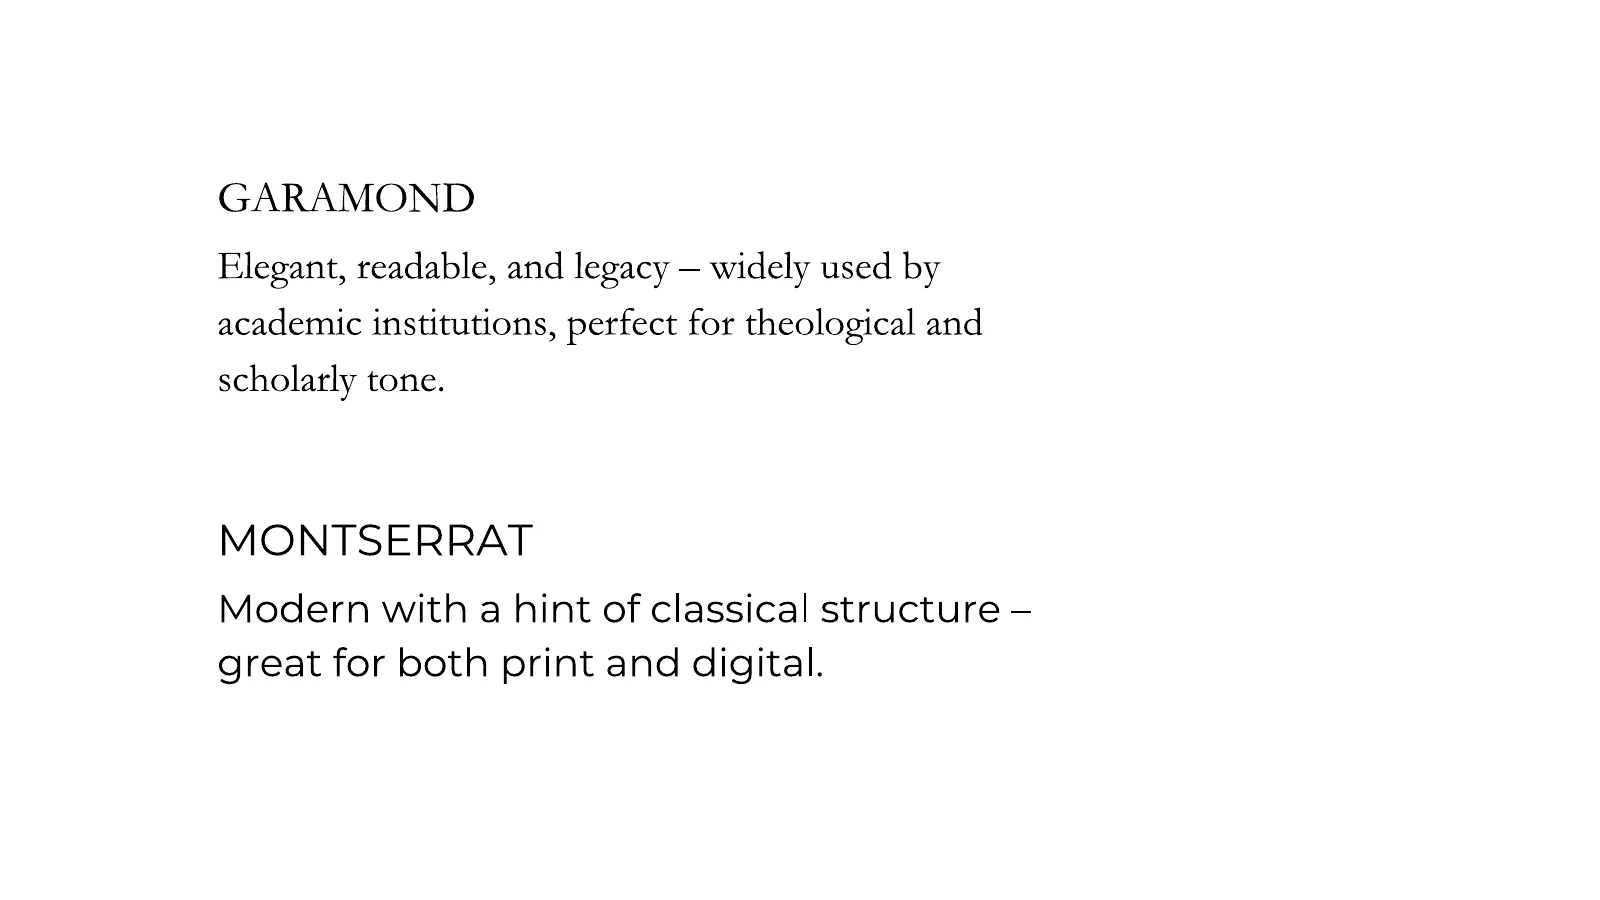 GARAMOND
Elegant, readable, and legacy – widely used by
academic institutions, perfect for theological and
scholarly tone.
MONTSERRAT
Modern with a hint of classical structure –
great for both print and digital.